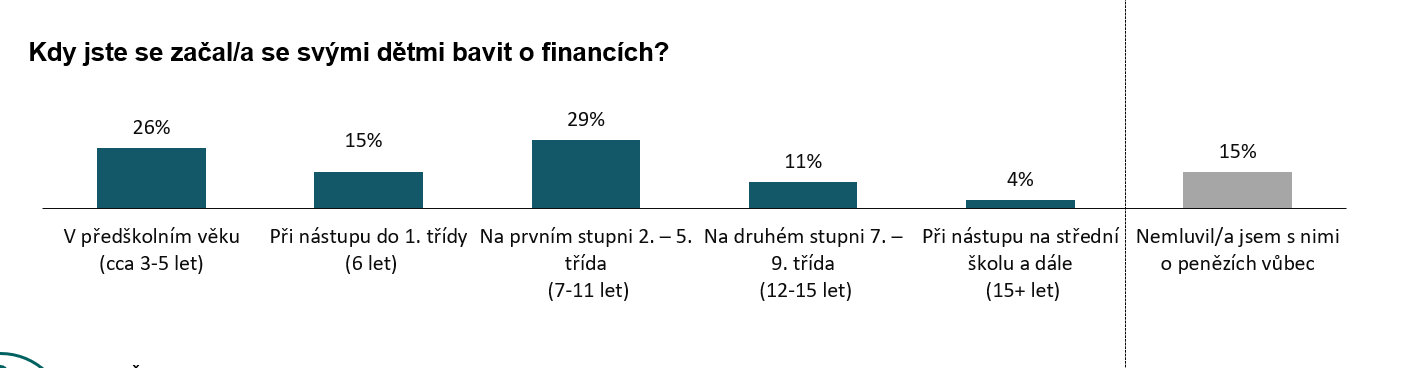 Kdy jste se začal/a se svými dětmi bavit o financích?
26%
15%
29%
11%
4%
15%
V předškolním věku
(cca 3-5 let)
Při nástupu do 1. třídy
(6 let)
Na prvním stupni 2. – 5.
třída
(7-11 let)
Na druhém stupni 7. –
9. třída
(12-15 let)
Při nástupu na střední
školu a dále
(15+ let)
Nemluvil/a jsem s nimi
o penězích vůbec